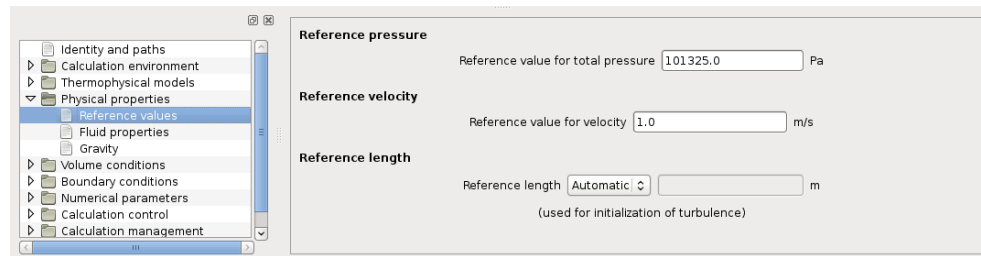 Identity and paths
Calculation environment
Thermophysical models
Physical properties
Reference values
Fluid properties
Gravity
Volume conditions
Boundary conditions
Numerical parameters
Calculation control
Calculation management
Reference pressure
Reference value for total pressure 101325.0 Pa
Reference velocity
Reference value for velocity 1.0 m/s
Reference length
Reference length Automatic m
(used for initialization of turbulence)